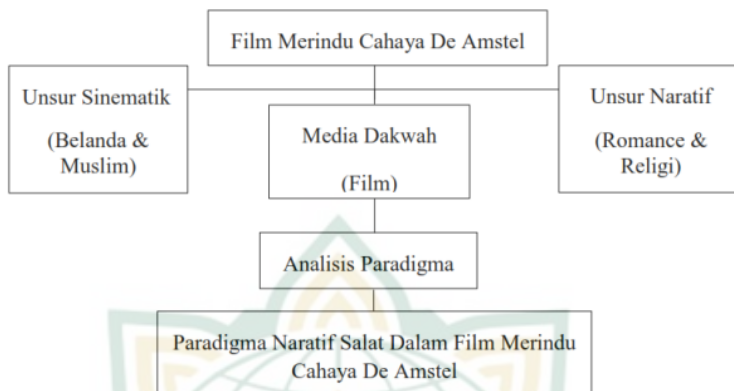 Film Merindu Cahaya De Amstel
Unsur Sinematik
(Belanda &
Muslim)
Media Dakwah
(Film)
Unsur Naratif
(Romance &
Religi)
Analisis Paradigma
Paradigma Naratif Salat Dalam Film Merindu
Cahaya De Amstel